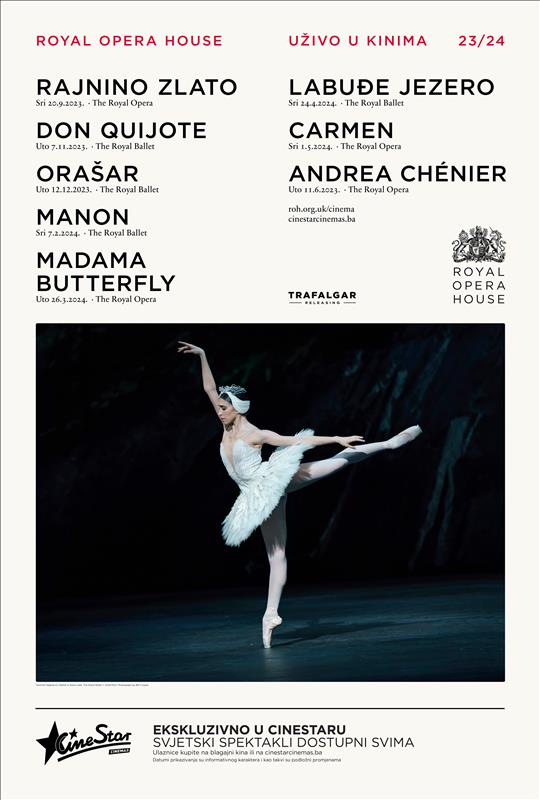 ROYAL OPERA HOUSE
UŽIVO U KINIMA 23/24
RAJNINO ZLATO
Sri 20.9.2023. · The Royal Opera
DON QUIJOTE
Uto 7.11.2023. · The Royal Ballet
ORAŠAR
Uto 12.12.2023. · The Royal Ballet
MANON
Sri 7.2.2024. · The Royal Ballet
MADAMA
BUTTERFLY
Uto 26.3.2024. · The Royal Opera
LABUĐE JEZERO
Sri 24.4.2024. · The Royal Ballet
CARMEN
Sri 1.5.2024. · The Royal Opera
ANDREA CHÉNIER
Uto 11.6.2023. · The Royal Opera
roh.org.uk/cinema
cinestarcinemas.ba
TRAFALGAR
RELEASING
ROYAL
OPERA
HOUSE
CineStar
CINEMAS
EKSKLUZIVNO U CINESTARU
SVJETSKI SPEKTAKLI DOSTUPNI SVIMA
Ulaznice kupite na blagajni kina ili na cinestarcinemas.ba
Datumi prikazivanja su informativnog karaktera i kao takvi su podložni promjenama